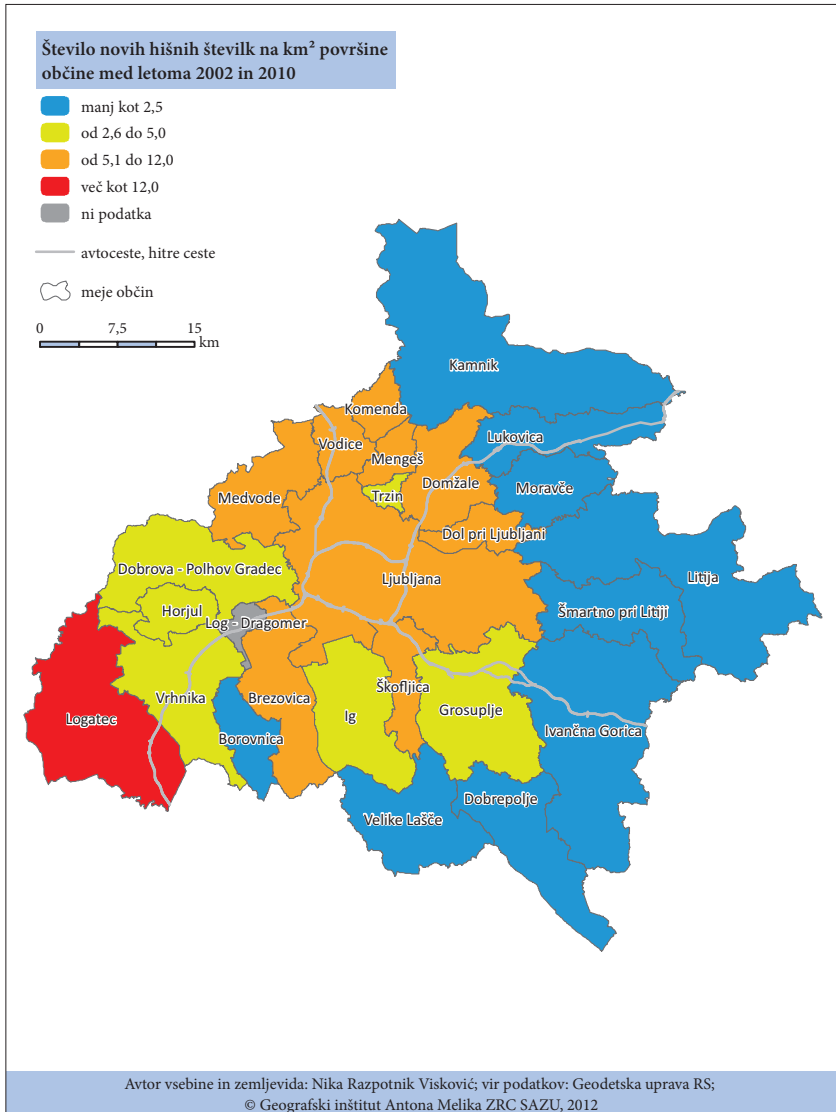 Število novih hišnih številk na km² površine
občine med letoma 2002 in 2010
manj kot 2,5
od 2,6 do 5,0
od 5,1 do 12,0
več kot 12,0
ni podatka
avtoceste, hitre ceste
meje občin
0 7,5 15
km
Kamnik
Komenda
Lukovica
Vodice
Mengeš
Domžale
Moravče
Medvode
Trzin
Dol pri Ljubljani
Dobrova - Polhov Gradec
Ljubljana
Litija
Horjul
Šmartno pri Litiji
Log - Dragomer
Škofljica
Vrhnika
Brezovica
Grosuplje
Ig
Logatec
Borovnica
Ivančna Gorica
Dobrepolje
Velike Lašče
Avtor vsebine in zemljevida: Nika Razpotnik Visković; vir podatkov: Geodetska uprava RS;
© Geografski inštitut Antona Melika ZRC SAZU, 2012